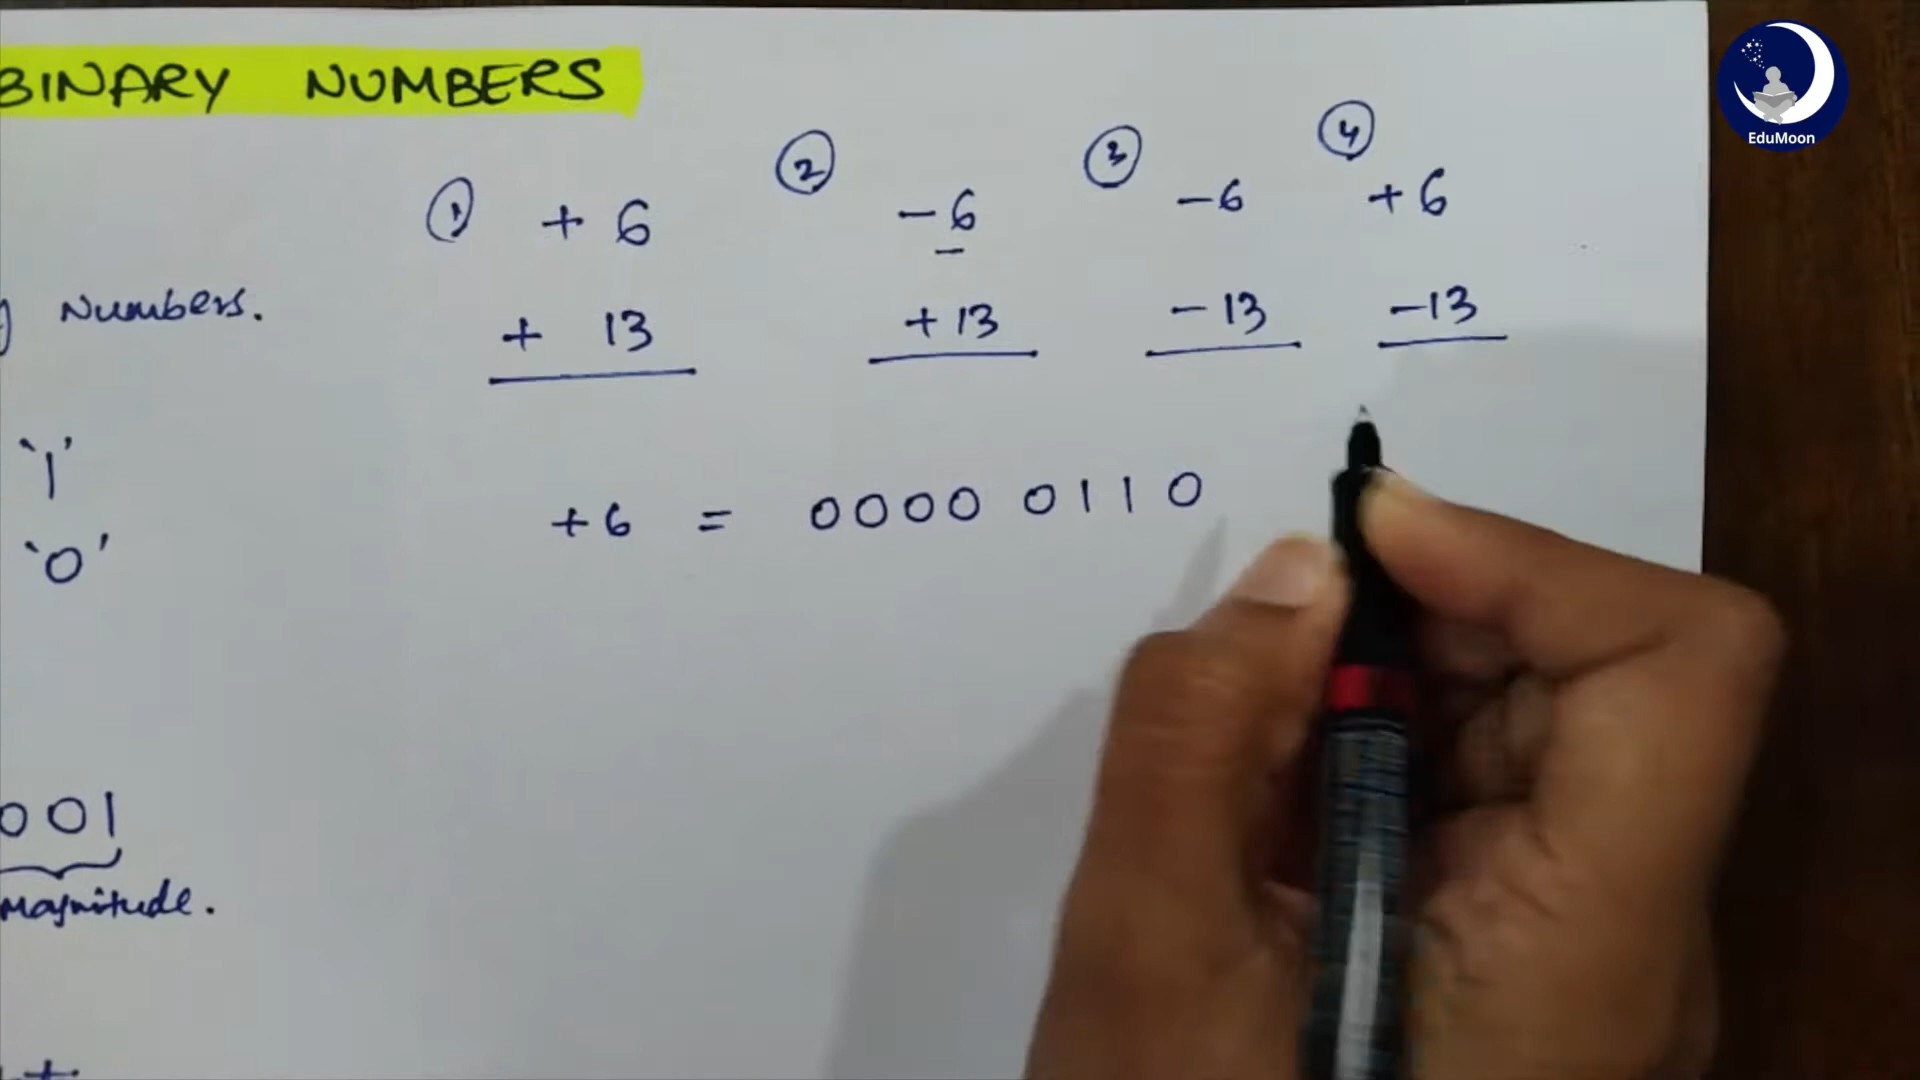 BINARY NUMBERS
EduMoon
① + 6 ② - 6 ③ - 6 ④ + 6
Numbers.
+ 13 + 13 - 13 - 13
'1'
+6 = 0000 0110
'0'
001
Magnitude.